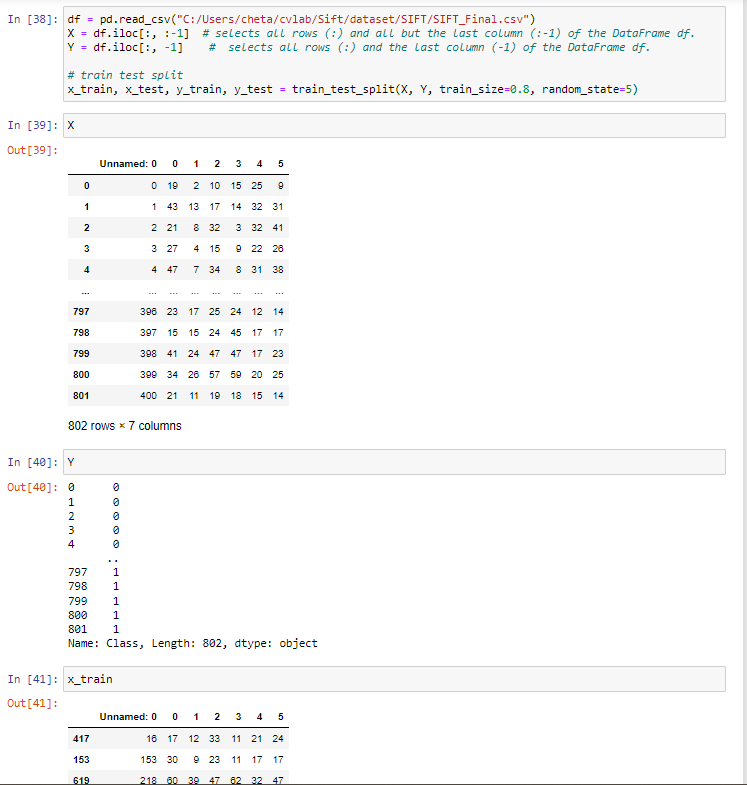 In [38]: df = pd.read_csv("C:/Users/cheta/cvlab/Sift/dataset/SIFT/SIFT_Final.csv")
X = df.iloc[:, :-1]  # selects all rows (:) and all but the last column (:-1) of the DataFrame df.
Y = df.iloc[:, -1]    #  selects all rows (:) and the last column (-1) of the DataFrame df.
# train test split
x_train, x_test, y_train, y_test = train_test_split(X, Y, train_size=0.8, random_state=5)
In [39]: X
Out[39]:
Unnamed: 0 0 1 2 3 4 5
0 0 19 2 10 15 25 9
1 1 43 13 17 14 32 31
2 2 21 8 32 3 32 41
3 3 27 4 15 9 22 26
4 4 47 7 34 8 31 38
... ... ... ... ... ... ... ...
797 396 23 17 25 24 12 14
798 397 15 15 24 45 17 17
799 398 41 24 47 47 17 23
800 399 34 26 57 59 20 25
801 400 21 11 19 18 15 14
802 rows × 7 columns
In [40]: Y
Out[40]: 0 0
1 0
2 0
3 0
4 0
..
797 1
798 1
799 1
800 1
801 1
Name: Class, Length: 802, dtype: object
In [41]: x_train
Out[41]:
Unnamed: 0 0 1 2 3 4 5
417 16 17 12 33 11 21 24
153 153 30 9 23 11 17 17
619 218 60 39 47 62 32 47